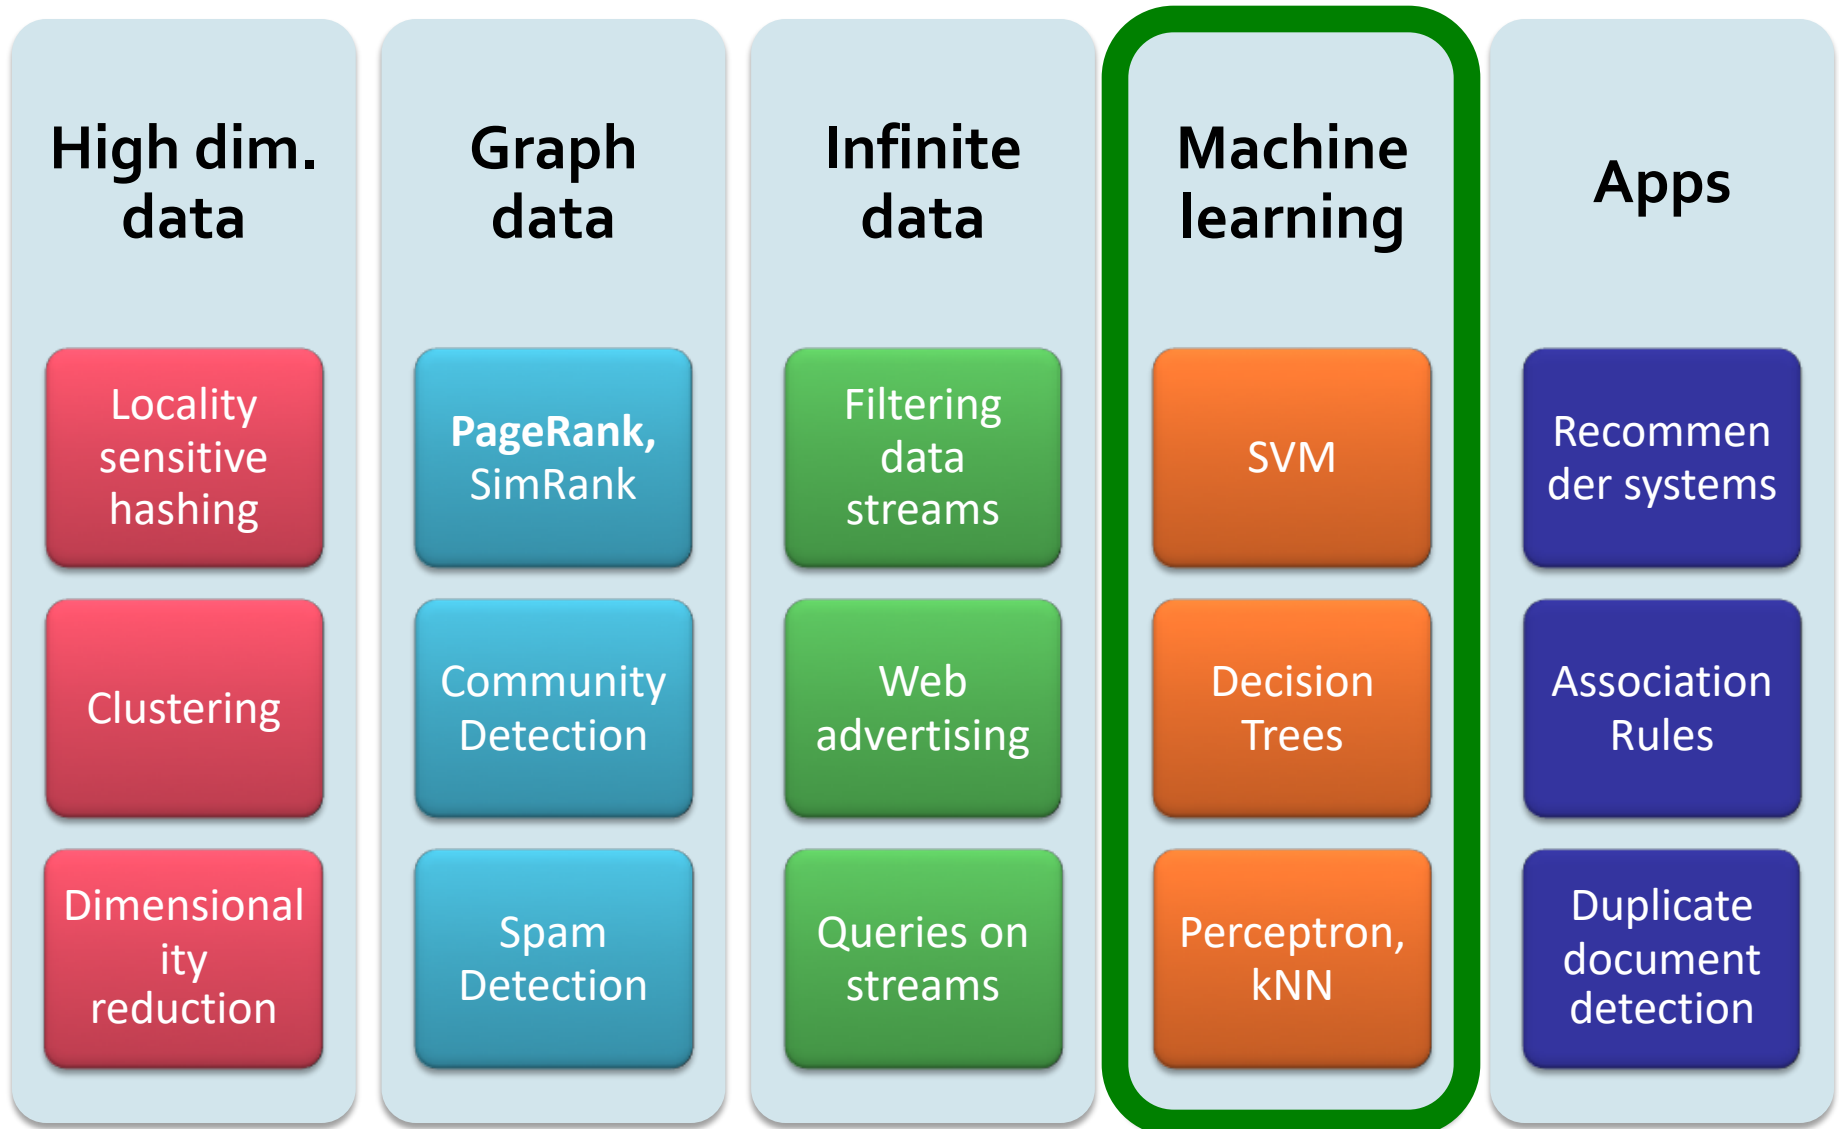 High dim.
data
Locality
sensitive
hashing
Clustering
Dimensional
ity
reduction
Graph
data
PageRank,
SimRank
Community
Detection
Spam
Detection
Infinite
data
Filtering
data
streams
Web
advertising
Queries on
streams
Machine
learning
SVM
Decision
Trees
Perceptron,
kNN
Apps
Recommen
der systems
Association
Rules
Duplicate
document
detection